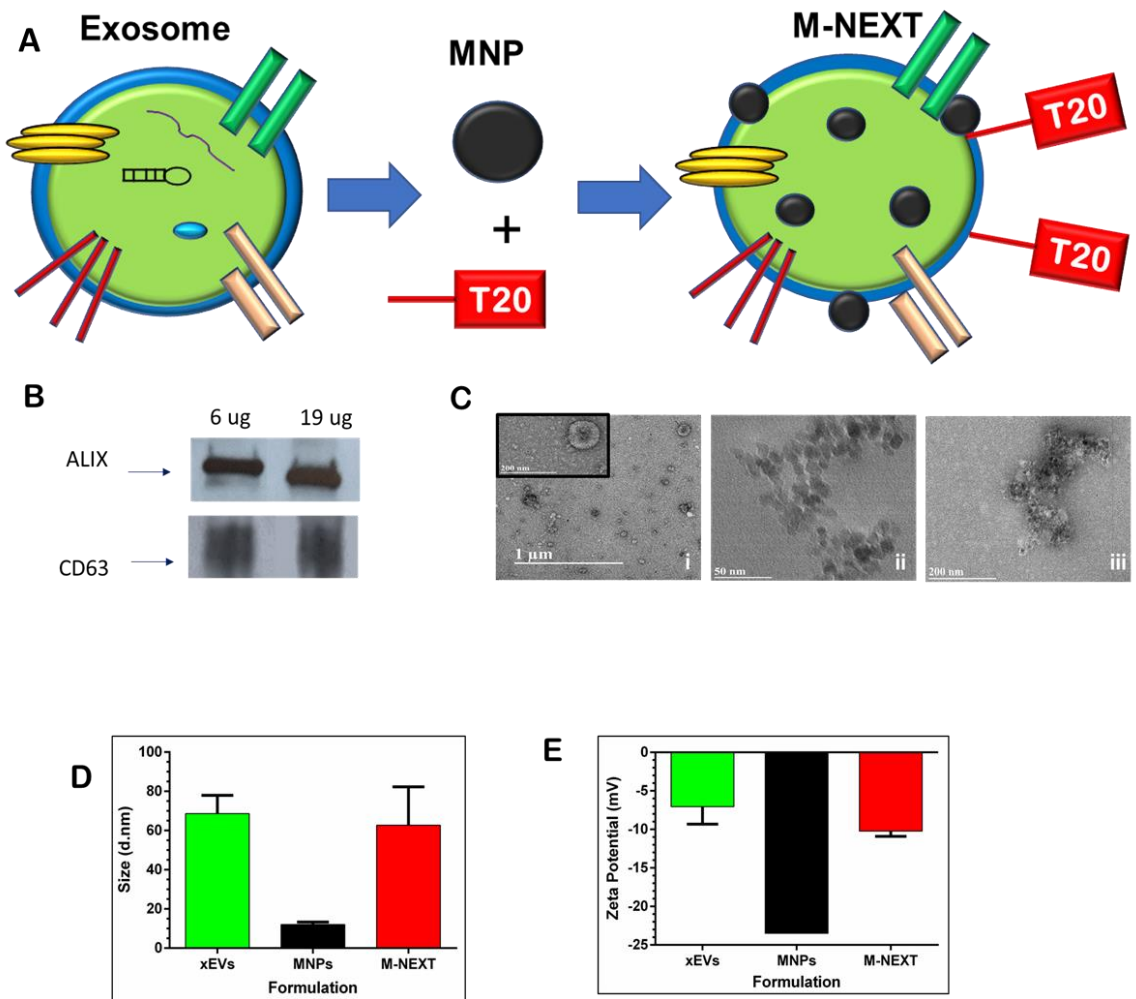 A
Exosome
MNP
M-NEXT
+
T20
T20
T20
B
6 ug
19 ug
ALIX
CD63
C
200 nm
1 µm
i
50 nm
ii
200 nm
iii
D
Size (d.nm)
100
80
60
40
20
0
xEVs
MNPs
M-NEXT
Formulation
E
Zeta Potential (mV)
0
-5
-10
-15
-20
-25
xEVs
MNPs
M-NEXT
Formulation